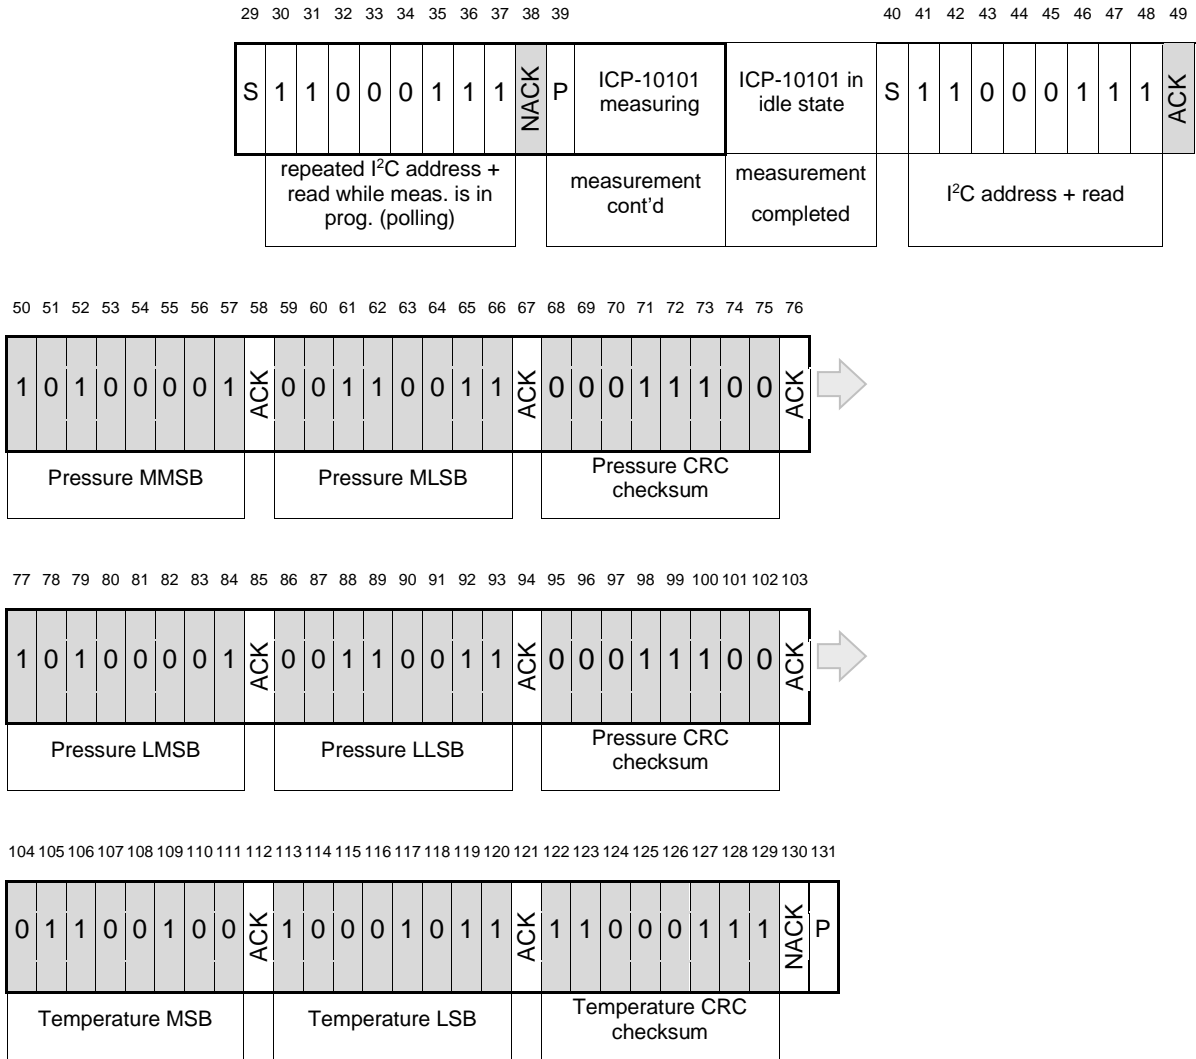 29 30 31 32 33 34 35 36 37 38 39 40 41 42 43 44 45 46 47 48 49
S 1 1 0 0 0 1 1 1 NACK P ICP-10101 measuring ICP-10101 in idle state S 1 1 0 0 0 1 1 1 ACK
repeated I²C address +
read while meas. is in
prog. (polling)
measurement
cont’d
measurement
completed
I²C address + read
50 51 52 53 54 55 56 57 58 59 60 61 62 63 64 65 66 67 68 69 70 71 72 73 74 75 76
1 0 1 0 0 0 0 1 ACK 0 0 1 1 0 0 1 1 ACK 0 0 0 1 1 1 0 0 ACK
Pressure MMSB
Pressure MLSB
Pressure CRC
checksum
77 78 79 80 81 82 83 84 85 86 87 88 89 90 91 92 93 94 95 96 97 98 99 100 101 102 103
1 0 1 0 0 0 0 1 ACK 0 0 1 1 0 0 1 1 ACK 0 0 0 1 1 1 0 0 ACK
Pressure LMSB
Pressure LLSB
Pressure CRC
checksum
104 105 106 107 108 109 110 111 112 113 114 115 116 117 118 119 120 121 122 123 124 125 126 127 128 129 130 131
0 1 1 0 0 1 0 0 ACK 1 0 0 0 1 0 1 1 ACK 1 1 0 0 0 1 1 1 NACK P
Temperature MSB
Temperature LSB
Temperature CRC
checksum